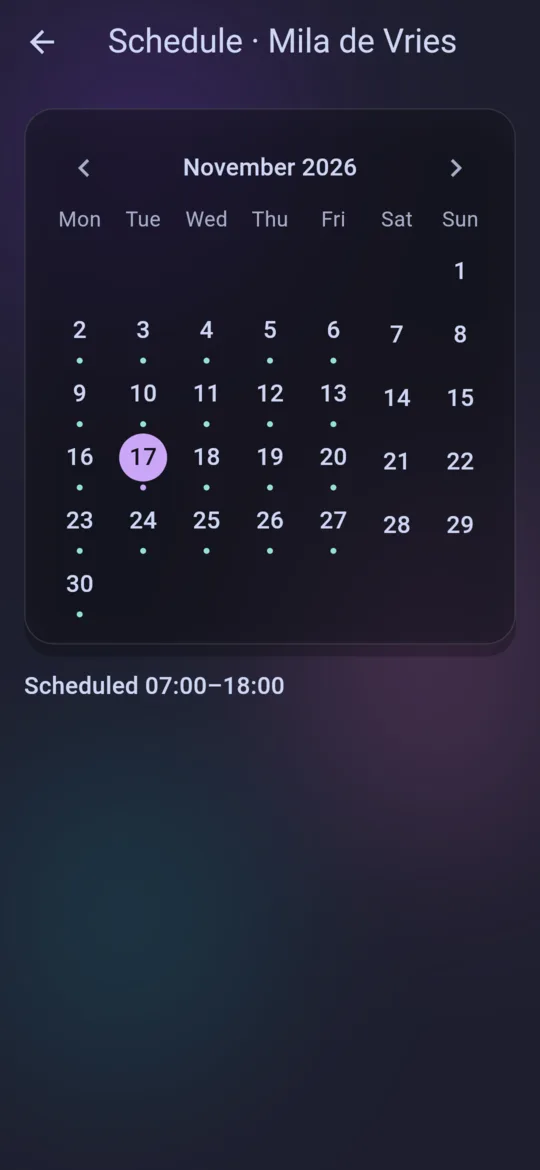 Schedule · Mila de Vries
November 2026
Mon Tue Wed Thu Fri Sat Sun
1
2 3 4 5 6 7 8
9 10 11 12 13 14 15
16 17 18 19 20 21 22
23 24 25 26 27 28 29
30
Scheduled 07:00–18:00